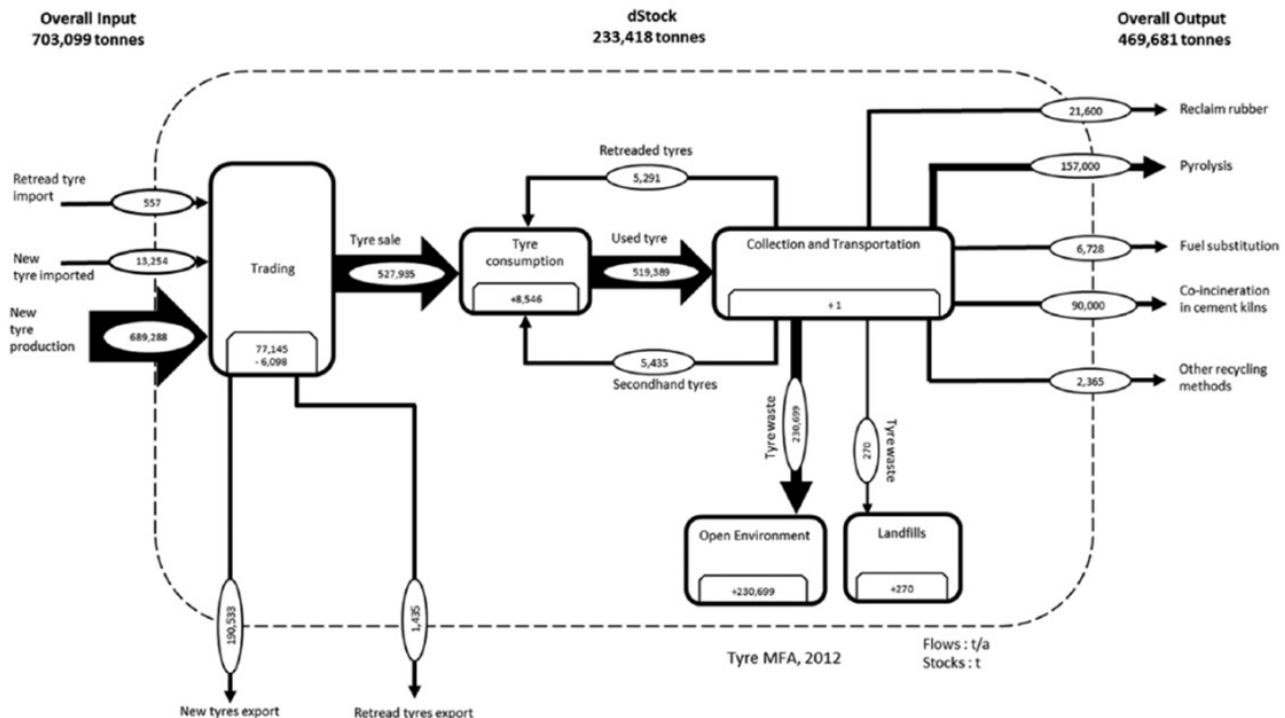 Overall Input
703,099 tonnes
dStock
233,418 tonnes
Overall Output
469,681 tonnes
Retread tyre
import
557
New
tyre imported
13,254
New
tyre
production
689,288
Trading
77,145
- 6,098
Tyre sale
527,935
Retreaded tyres
5,291
Tyre
consumption
+8,546
Used tyre
519,389
5,435
Secondhand tyres
Collection and Transportation
+ 1
21,600
Reclaim rubber
157,000
Pyrolysis
6,728
Fuel substitution
90,000
Co-incineration
in cement kilns
2,365
Other recycling
methods
Tyre waste
230,699
270
Tyre waste
Open Environment
+230,699
Landfills
+270
190,533
1,435
New tyres export
Retread tyres export
Tyre MFA, 2012
Flows : t/a
Stocks : t